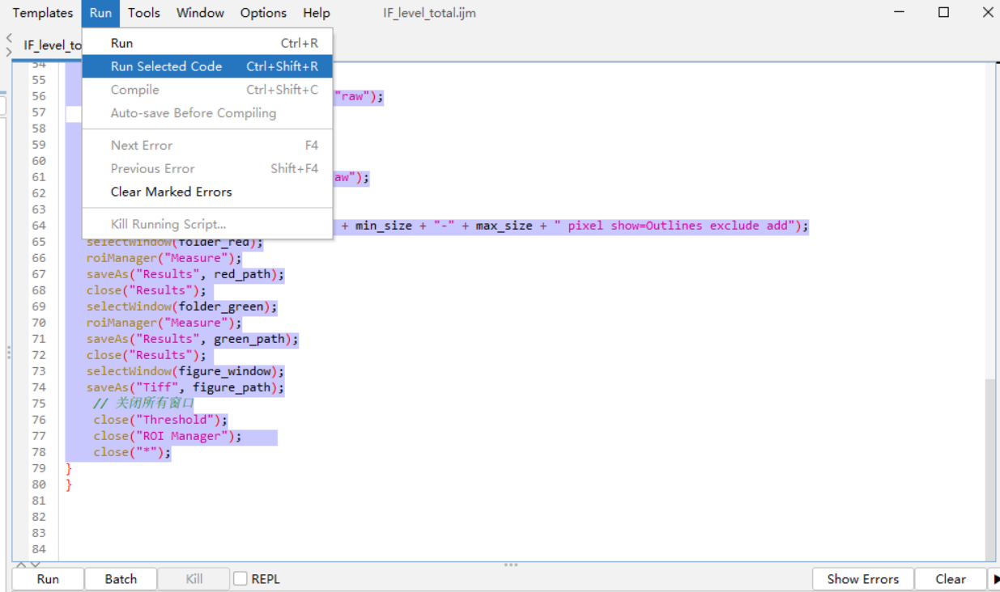 Templates Run Tools Window Options Help IF_level_total.ijm
IF_level_to
Run Ctrl+R
Run Selected Code Ctrl+Shift+R
Compile Ctrl+Shift+C
Auto-save Before Compiling
Next Error F4
Previous Error Shift+F4
Clear Marked Errors
Kill Running Script...
54
55
56 "raw");
57
58
59
60
61 aw");
62
63
64 + min_size + "-" + max_size + " pixel show=Outlines exclude add");
65 selectWindow(folder_red);
66 roiManager("Measure");
67 saveAs("Results", red_path);
68 close("Results");
69 selectWindow(folder_green);
70 roiManager("Measure");
71 saveAs("Results", green_path);
72 close("Results");
73 selectWindow(figure_window);
74 saveAs("Tiff", figure_path);
75 // 关闭所有窗口
76 close("Threshold");
77 close("ROI Manager");
78 close("*");
79 }
80 }
81
82
83
84
Run Batch Kill REPL Show Errors Clear